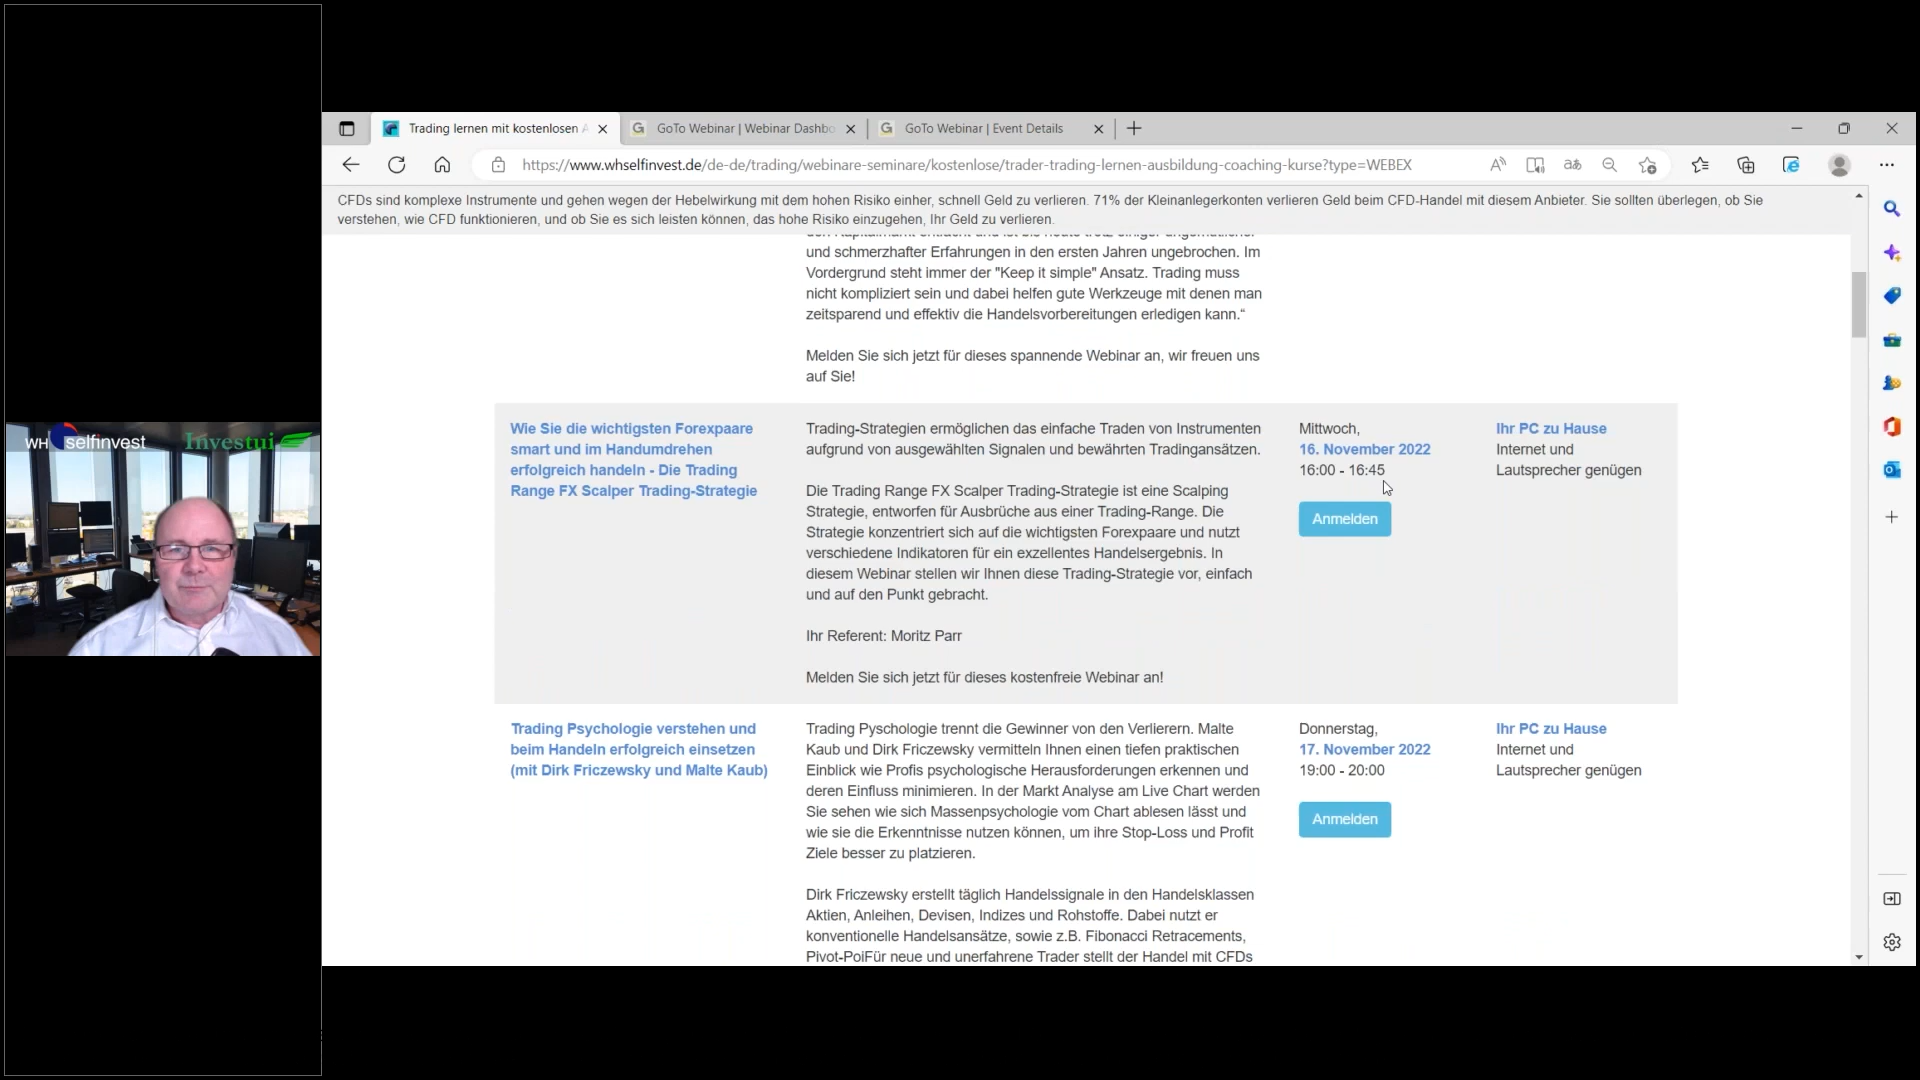 Trading lernen mit kostenlosen A
GoTo Webinar | Webinar Dashbo
GoTo Webinar | Event Details
https://www.whselfinvest.de/de-de/trading/webinare-seminare/kostenlose/trader-trading-lernen-ausbildung-coaching-kurse?type=WEBEX
CFDs sind komplexe Instrumente und gehen wegen der Hebelwirkung mit dem hohen Risiko einher, schnell Geld zu verlieren. 71% der Kleinanlegerkonten verlieren Geld beim CFD-Handel mit diesem Anbieter. Sie sollten überlegen, ob Sie
verstehen, wie CFD funktionieren, und ob Sie es sich leisten können, das hohe Risiko einzugehen, Ihr Geld zu verlieren.
und schmerzhafter Erfahrungen in den ersten Jahren ungebrochen. Im
Vordergrund steht immer der "Keep it simple" Ansatz. Trading muss
nicht kompliziert sein und dabei helfen gute Werkzeuge mit denen man
zeitsparend und effektiv die Handelsvorbereitungen erledigen kann.“
Melden Sie sich jetzt für dieses spannende Webinar an, wir freuen uns
auf Sie!
WH selfinvest
Investui
Wie Sie die wichtigsten Forexpaare
smart und im Handumdrehen
erfolgreich handeln - Die Trading
Range FX Scalper Trading-Strategie
Trading-Strategien ermöglichen das einfache Traden von Instrumenten
aufgrund von ausgewählten Signalen und bewährten Tradingansätzen.
Die Trading Range FX Scalper Trading-Strategie ist eine Scalping
Strategie, entworfen für Ausbrüche aus einer Trading-Range. Die
Strategie konzentriert sich auf die wichtigsten Forexpaare und nutzt
verschiedene Indikatoren für ein exzellentes Handelsergebnis. In
diesem Webinar stellen wir Ihnen diese Trading-Strategie vor, einfach
und auf den Punkt gebracht.
Ihr Referent: Moritz Parr
Melden Sie sich jetzt für dieses kostenfreie Webinar an!
Mittwoch,
16. November 2022
16:00 - 16:45
Anmelden
Ihr PC zu Hause
Internet und
Lautsprecher genügen
Trading Psychologie verstehen und
beim Handeln erfolgreich einsetzen
(mit Dirk Friczewsky und Malte Kaub)
Trading Pyschologie trennt die Gewinner von den Verlierern. Malte
Kaub und Dirk Friczewsky vermitteln Ihnen einen tiefen praktischen
Einblick wie Profis psychologische Herausforderungen erkennen und
deren Einfluss minimieren. In der Markt Analyse am Live Chart werden
Sie sehen wie sich Massenpsychologie vom Chart ablesen lässt und
wie sie die Erkenntnisse nutzen können, um ihre Stop-Loss und Profit
Ziele besser zu platzieren.
Dirk Friczewsky erstellt täglich Handelssignale in den Handelsklassen
Aktien, Anleihen, Devisen, Indizes und Rohstoffe. Dabei nutzt er
konventionelle Handelsansätze, sowie z.B. Fibonacci Retracements,
Pivot-PoiFür neue und unerfahrene Trader stellt der Handel mit CFDs
Donnerstag,
17. November 2022
19:00 - 20:00
Anmelden
Ihr PC zu Hause
Internet und
Lautsprecher genügen